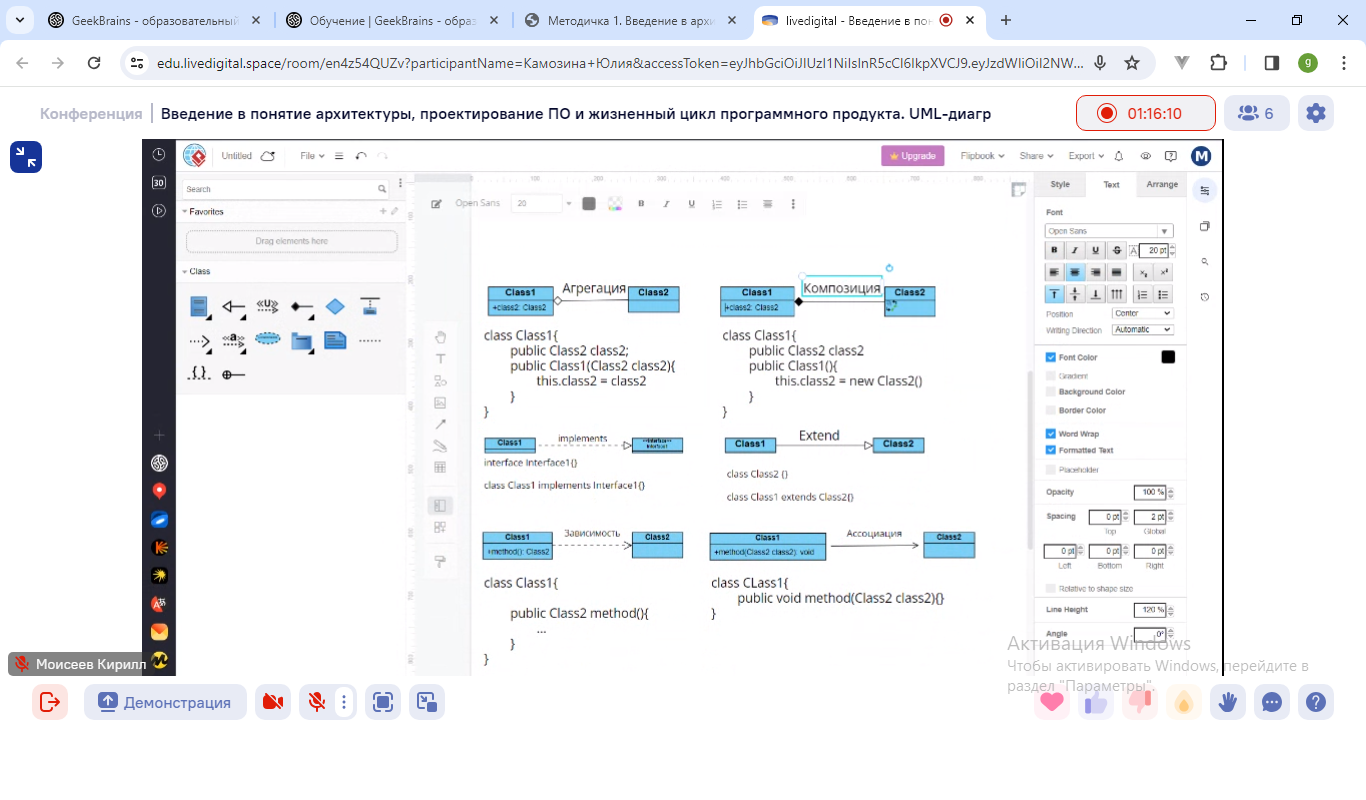 GeekBrains - образовательный
Обучение | GeekBrains - образ
Методичка 1. Введение в архи
livedigital - Введение в пон
edu.livedigital.space/room/en4z54QUZv?participantName=Камозина+Юлия&accessToken=eyJhbGciOiJIUzI1NiIsInR5cCI6IkpXVCJ9.eyJzdWIiOiI2NW...
g
Конференция
Введение в понятие архитектуры, проектирование ПО и жизненный цикл программного продукта. UML-диагр
01:16:10
6
30
Untitled
File
Upgrade
Flipbook
Share
Export
M
Search
Favorites
Drag elements here
Class
«U»
«a»
{.}
Open Sans
20
B
I
U
Агрегация
Class1
+class2: Class2
Class2
class Class1{
public Class2 class2;
public Class1(Class2 class2){
this.class2 = class2
}
}
Композиция
Class1
+class2: Class2
Class2
class Class1{
public Class2 class2
public Class1(){
this.class2 = new Class2()
}
}
implements
Class1
interface Interface1{}
class Class1 implements Interface1{}
Extend
Class1
Class2
class Class2 {}
class Class1 extends Class2{}
Зависимость
Class1
+method(): Class2
Class2
class Class1{
public Class2 method(){
...
}
}
Ассоциация
Class1
+method(Class2 class2): void
Class2
class CLass1{
public void method(Class2 class2){}
}
Style
Text
Arrange
Font
Open Sans
B
I
U
S
20 pt
Position
Center
Writing Direction
Automatic
Font Color
Gradient
Background Color
Border Color
Word Wrap
Formatted Text
Placeholder
Opacity
100 %
Spacing
0 pt
2 pt
Top
Global
0 pt
0 pt
0 pt
Left
Bottom
Right
Relative to shape size
Line Height
120 %
Angle
0°
Активация Windows
Чтобы активировать Windows, перейдите в
раздел "Параметры".
Моисеев Кирилл
Демонстрация